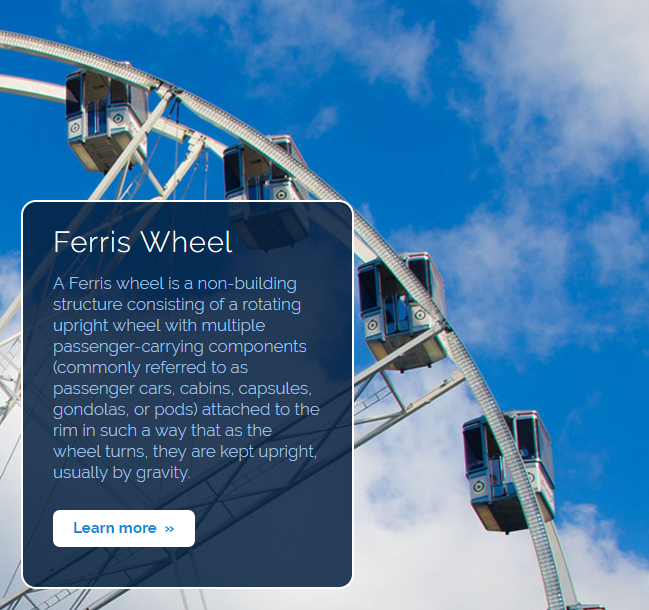 Ferris Wheel
A Ferris wheel is a non-building
structure consisting of a rotating
upright wheel with multiple
passenger-carrying components
(commonly referred to as
passenger cars, cabins, capsules,
gondolas, or pods) attached to the
rim in such a way that as the
wheel turns, they are kept upright,
usually by gravity.
Learn more »